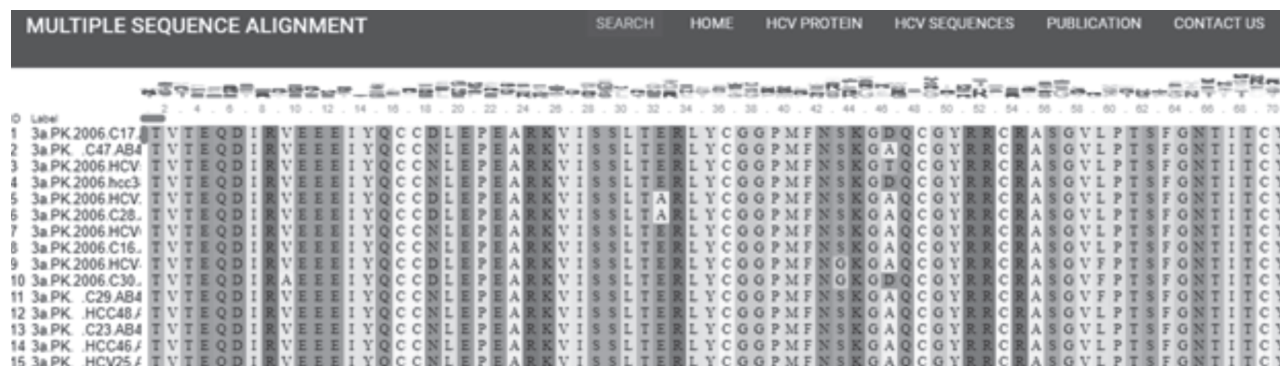 MULTIPLE SEQUENCE ALIGNMENT SEARCH HOME HCV PROTEIN HCV SEQUENCES PUBLICATION CONTACT US
2 4 6 8 10 12 14 16 18 20 22 24 26 28 30 32 34 36 38 40 42 44 46 48 50 52 54 56 58 60 62 64 66 68 70
ID Label
1 3a.PK.2006.C17. T V T E Q D I R V E E E I Y Q C C D L E P E A R K V I S S L T E R L Y C G G P M F N S K G D Q C G Y R R C R A S G V L P T S F G N T I T C Y
2 3a.PK. .C47.AB4 T V T E Q D I R V E E E I Y Q C C N L E P E A R K V I S S L T E R L Y C G G P M F N S K G A Q C G Y R R C R A S G V L P T S F G N T I T C Y
3 3a.PK.2006.HCV T V T E Q D I R V E E E I Y Q C C D L E P E A R K V I S S L T E R L Y C G G P M F N S K G T Q C G Y R R C R A S G V L P T S F G N T I T C Y
4 3a.PK.2006.hcc3 T V T E Q D I R V E E E I Y Q C C N L E P E A R K V I S S L T E R L Y C G G P M F N S K G D Q C G Y R R C R A S G V L P T S F G N T I T C Y
5 3a.PK.2006.HCV T V T E Q D I R V E E E I Y Q C C D L E P E A R K V I S S L T A R L Y C G G P M F N S K G A Q C G Y R R C R A S G V L P T S F G N T I T C Y
6 3a.PK.2006.C28. T V T E Q D I R V E E E I Y Q C C D L E P E A R K V I S S L T A R L Y C G G P M F N S K G A Q C G Y R R C R A S G V L P T S F G N T I T C Y
7 3a.PK.2006.HCV T V T E Q D I R V E E E I Y Q C C N L E P E A R K V I S S L T E R L Y C G G P M F N S K G A Q C G Y R R C R A S G V L P T S F G N T I T C Y
8 3a.PK.2006.C16. T V T E Q D I R V E E E I Y Q C C N L E P E A R K V I S S L T E R L Y C G G P M F N S K G A Q C G Y R R C R A S G V L P T S F G N T I T C Y
9 3a.PK.2006.HCV T V T E Q D I R V E E E I Y Q C C N L E P E A R K V I S S L T E R L Y C G G P M F N G K G A Q C G Y R R C R A S G V F P T S F G N T I T C Y
10 3a.PK.2006.C30. T V T E Q D I R A E E E I Y Q C C D L E P E A R K V I S S L T E R L Y C G G P M F N G K G D Q C G Y R R C R A S G V L P T S F G N T I T C Y
11 3a.PK. .C29.AB4 T V T E Q D I R V E E E I Y Q C C N L E P E A R K V I S S L T E R L Y C G G P M F N S K G A Q C G Y R R C R A S G V F P T S F G N T I T C Y
12 3a.PK. .HCC48.A T V T E Q D I R V E E E I Y Q C C N L E P E A R K V I S S L T E R L Y C G G P M F N S K G A Q C G Y R R C R A S G V L P T S F G N T I T C Y
13 3a.PK. .C23.AB4 T V T E Q D I R V E E E I Y Q C C N L E P E A R K V I S S L T E R L Y C G G P M F N S K G A Q C G Y R R C R A S G V L P T S F G N T I T C Y
14 3a.PK. .HCC46.A T V T E Q D I R V E E E I Y Q C C N L E P E A R K V I S S L T E R L Y C G G P M F N S K G A Q C G Y R R C R A S G V L P T S F G N T I T C Y
15 3a.PK. .HCV25.A T V T E Q D I R V E E E I Y Q C C N L E P E A R K V I S S L T E R L Y C G G P M F N S K G A Q C G Y R R C R A S G V L P T S F G N T I T C Y